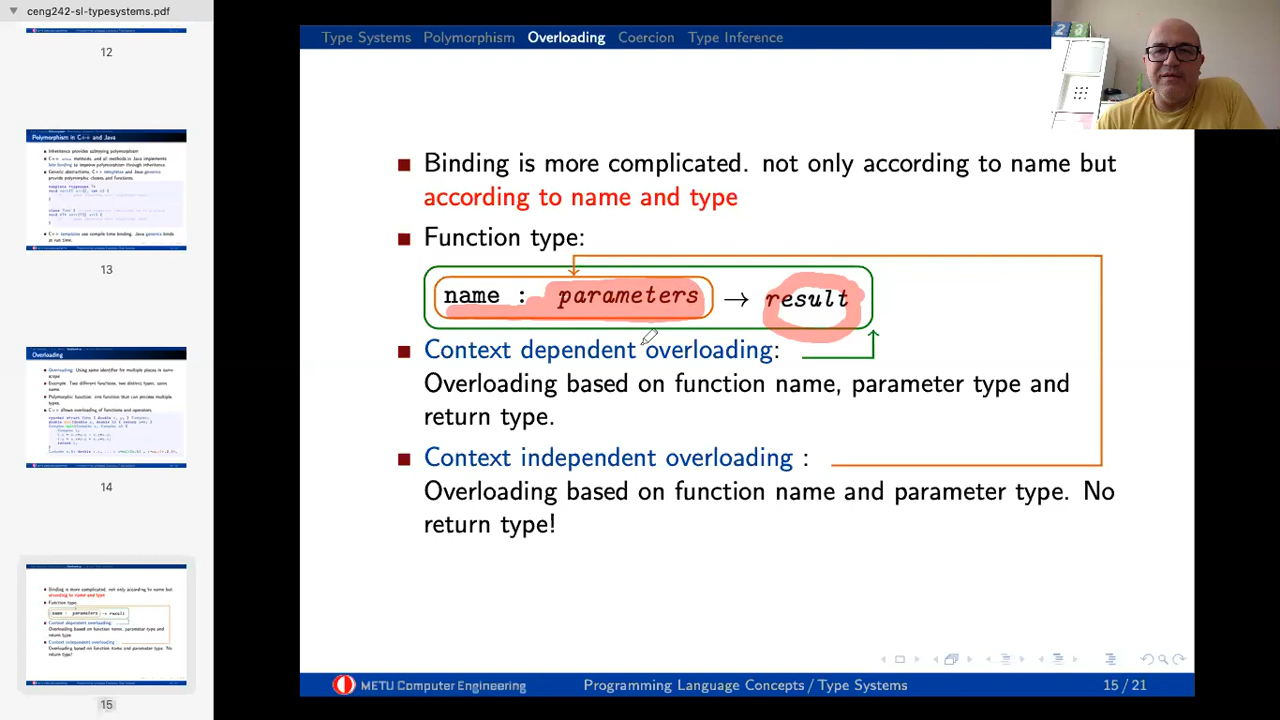 ceng242-sl-typesystems.pdf
12
Polymorphism in C++ and Java
13
Overloading
14
15
Type Systems Polymorphism Overloading Coercion Type Inference
Binding is more complicated. not only according to name but
according to name and type
Function type:
name : parameters → result
Context dependent overloading:
Overloading based on function name, parameter type and
return type.
Context independent overloading :
Overloading based on function name and parameter type. No
return type!
METU Computer Engineering Programming Language Concepts / Type Systems 15 / 21